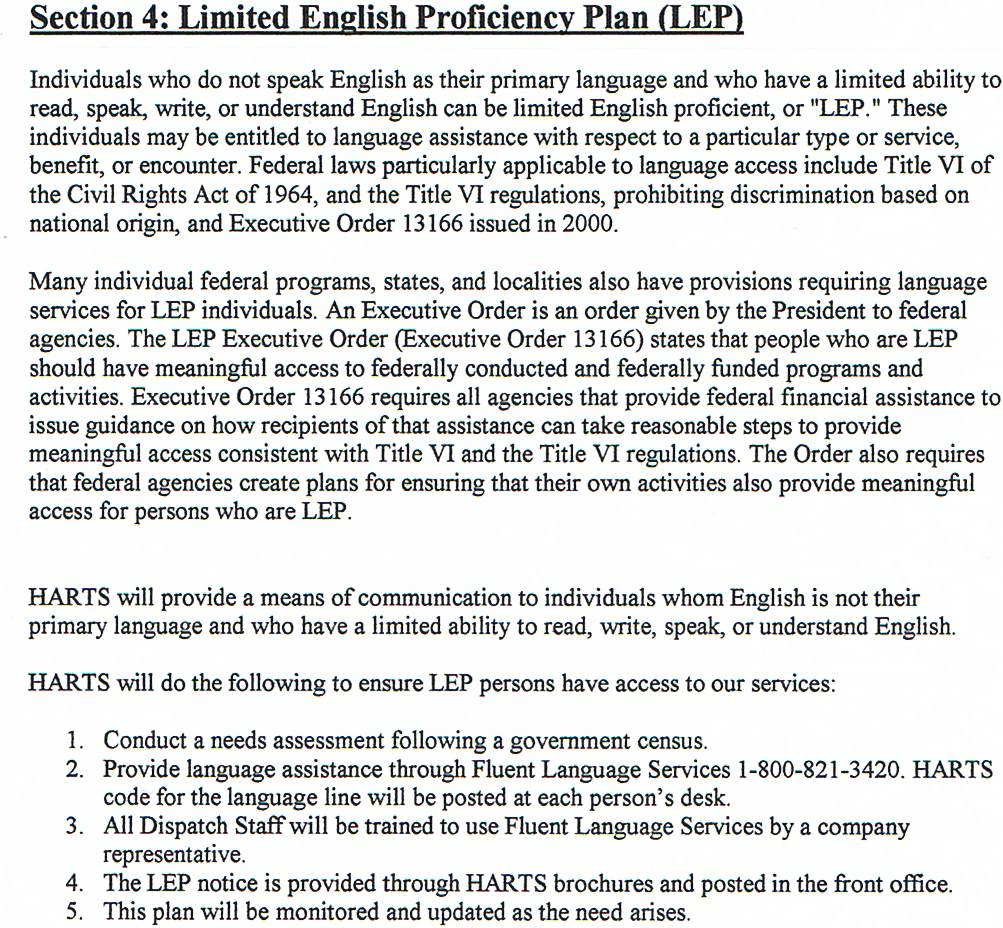 Section 4: Limited English Proficiency Plan (LEP)
Individuals who do not speak English as their primary language and who have a limited ability to
read, speak, write, or understand English can be limited English proficient, or "LEP." These
individuals may be entitled to language assistance with respect to a particular type or service,
benefit, or encounter. Federal laws particularly applicable to language access include Title VI of
the Civil Rights Act of 1964, and the Title VI regulations, prohibiting discrimination based on
national origin, and Executive Order 13166 issued in 2000.
Many individual federal programs, states, and localities also have provisions requiring language
services for LEP individuals. An Executive Order is an order given by the President to federal
agencies. The LEP Executive Order (Executive Order 13166) states that people who are LEP
should have meaningful access to federally conducted and federally funded programs and
activities. Executive Order 13166 requires all agencies that provide federal financial assistance to
issue guidance on how recipients of that assistance can take reasonable steps to provide
meaningful access consistent with Title VI and the Title VI regulations. The Order also requires
that federal agencies create plans for ensuring that their own activities also provide meaningful
access for persons who are LEP.
HARTS will provide a means of communication to individuals whom English is not their
primary language and who have a limited ability to read, write, speak, or understand English.
HARTS will do the following to ensure LEP persons have access to our services:
1. Conduct a needs assessment following a government census.
2. Provide language assistance through Fluent Language Services 1-800-821-3420. HARTS
code for the language line will be posted at each person's desk.
3. All Dispatch Staff will be trained to use Fluent Language Services by a company
representative.
4. The LEP notice is provided through HARTS brochures and posted in the front office.
5. This plan will be monitored and updated as the need arises.